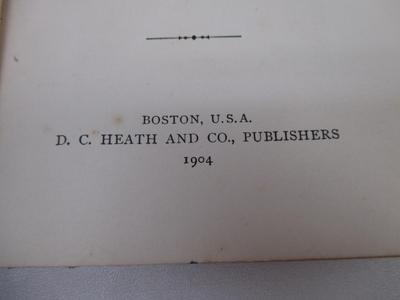 BOSTON, U.S.A.
D. C. HEATH AND CO., PUBLISHERS
1904